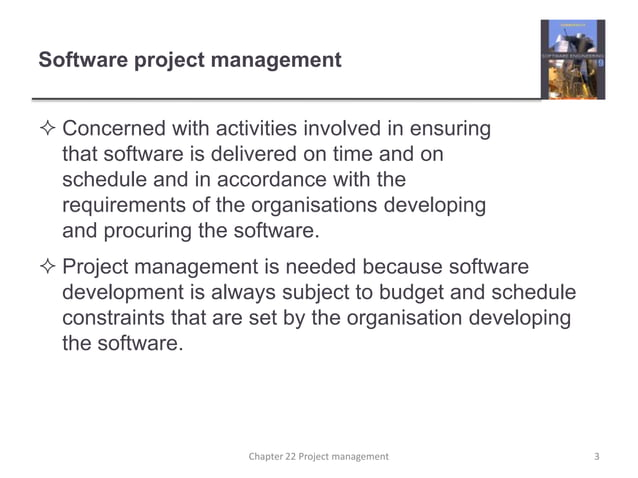 Software project management
SOFTWARE ENGINEERING
9
✧ Concerned with activities involved in ensuring
that software is delivered on time and on
schedule and in accordance with the
requirements of the organisations developing
and procuring the software.
✧ Project management is needed because software
development is always subject to budget and schedule
constraints that are set by the organisation developing
the software.
Chapter 22 Project management
3